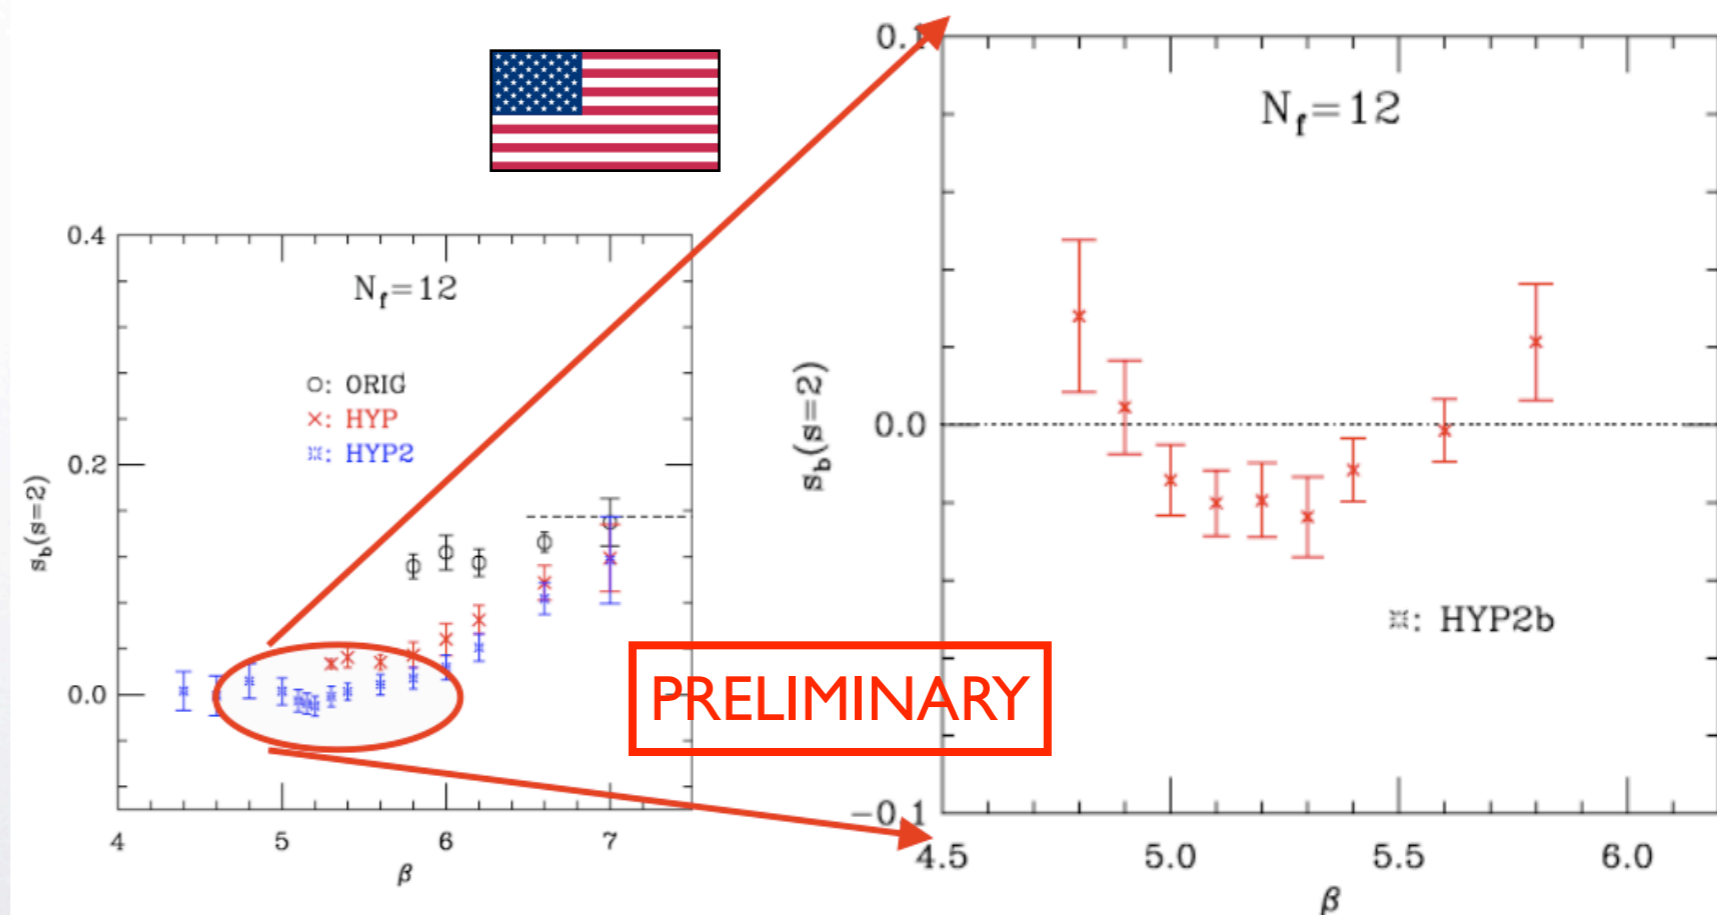 0.4
N_f=12
o: ORIG
×: HYP
⁙: HYP2
s_b(s=2)
0.2
0.0
4
5
6
7
β
PRELIMINARY
0.1
N_f=12
s_b(s=2)
0.0
⁙: HYP2b
−0.1
4.5
5.0
5.5
6.0
β